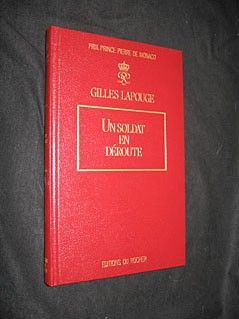 PRIX PRINCE PIERRE DE MONACO
GILLES LAPOUGE
UN SOLDAT
EN
DÉROUTE
EDITIONS DU ROCHER